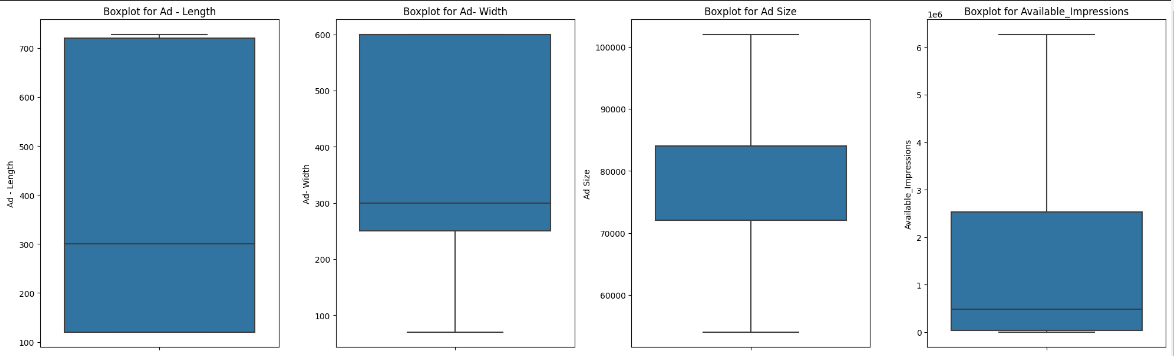 Boxplot for Ad - Length
Ad - Length
700
600
500
400
300
200
100
Boxplot for Ad- Width
Ad- Width
600
500
400
300
200
100
Boxplot for Ad Size
Ad Size
100000
90000
80000
70000
60000
Boxplot for Available_Impressions
1e6
Available_Impressions
6
5
4
3
2
1
0